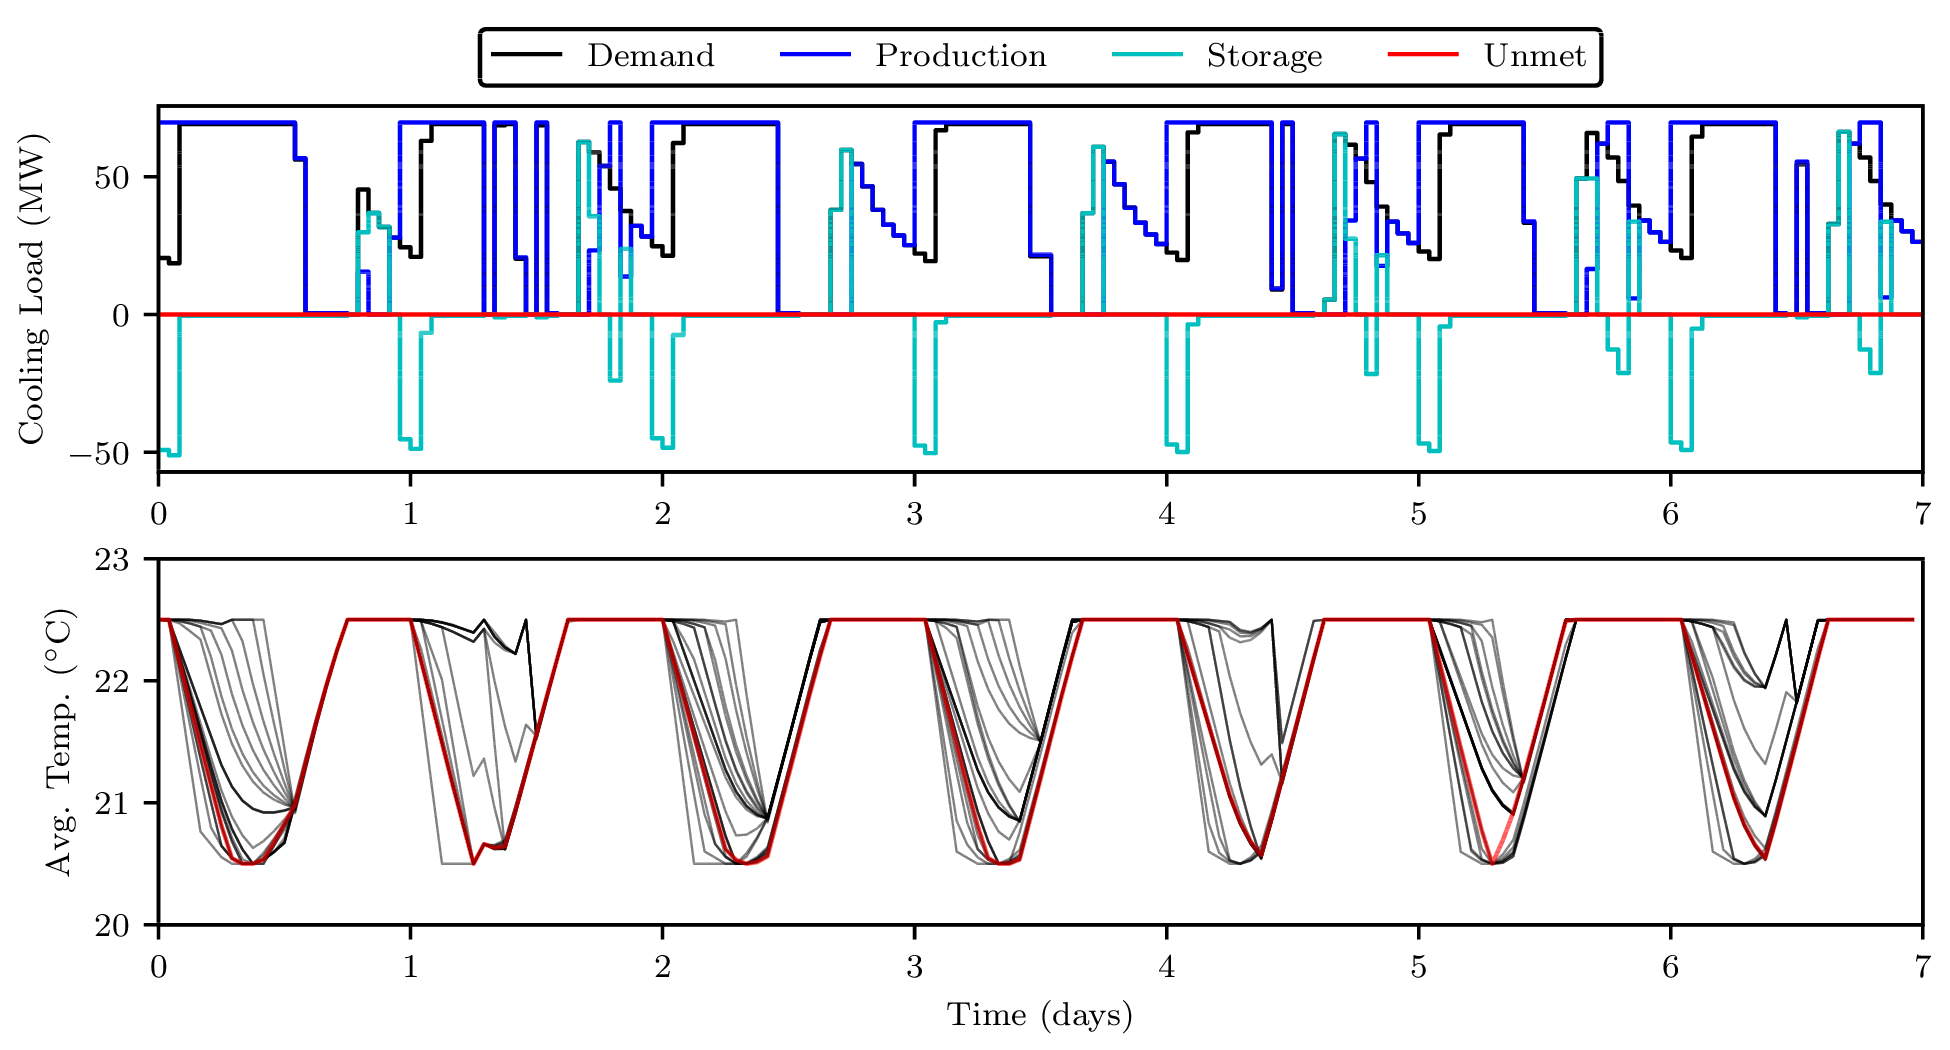 Demand Production Storage Unmet
Cooling Load (MW)
50
0
−50
0 1 2 3 4 5 6 7
Avg. Temp. (°C)
23
22
21
20
0 1 2 3 4 5 6 7
Time (days)